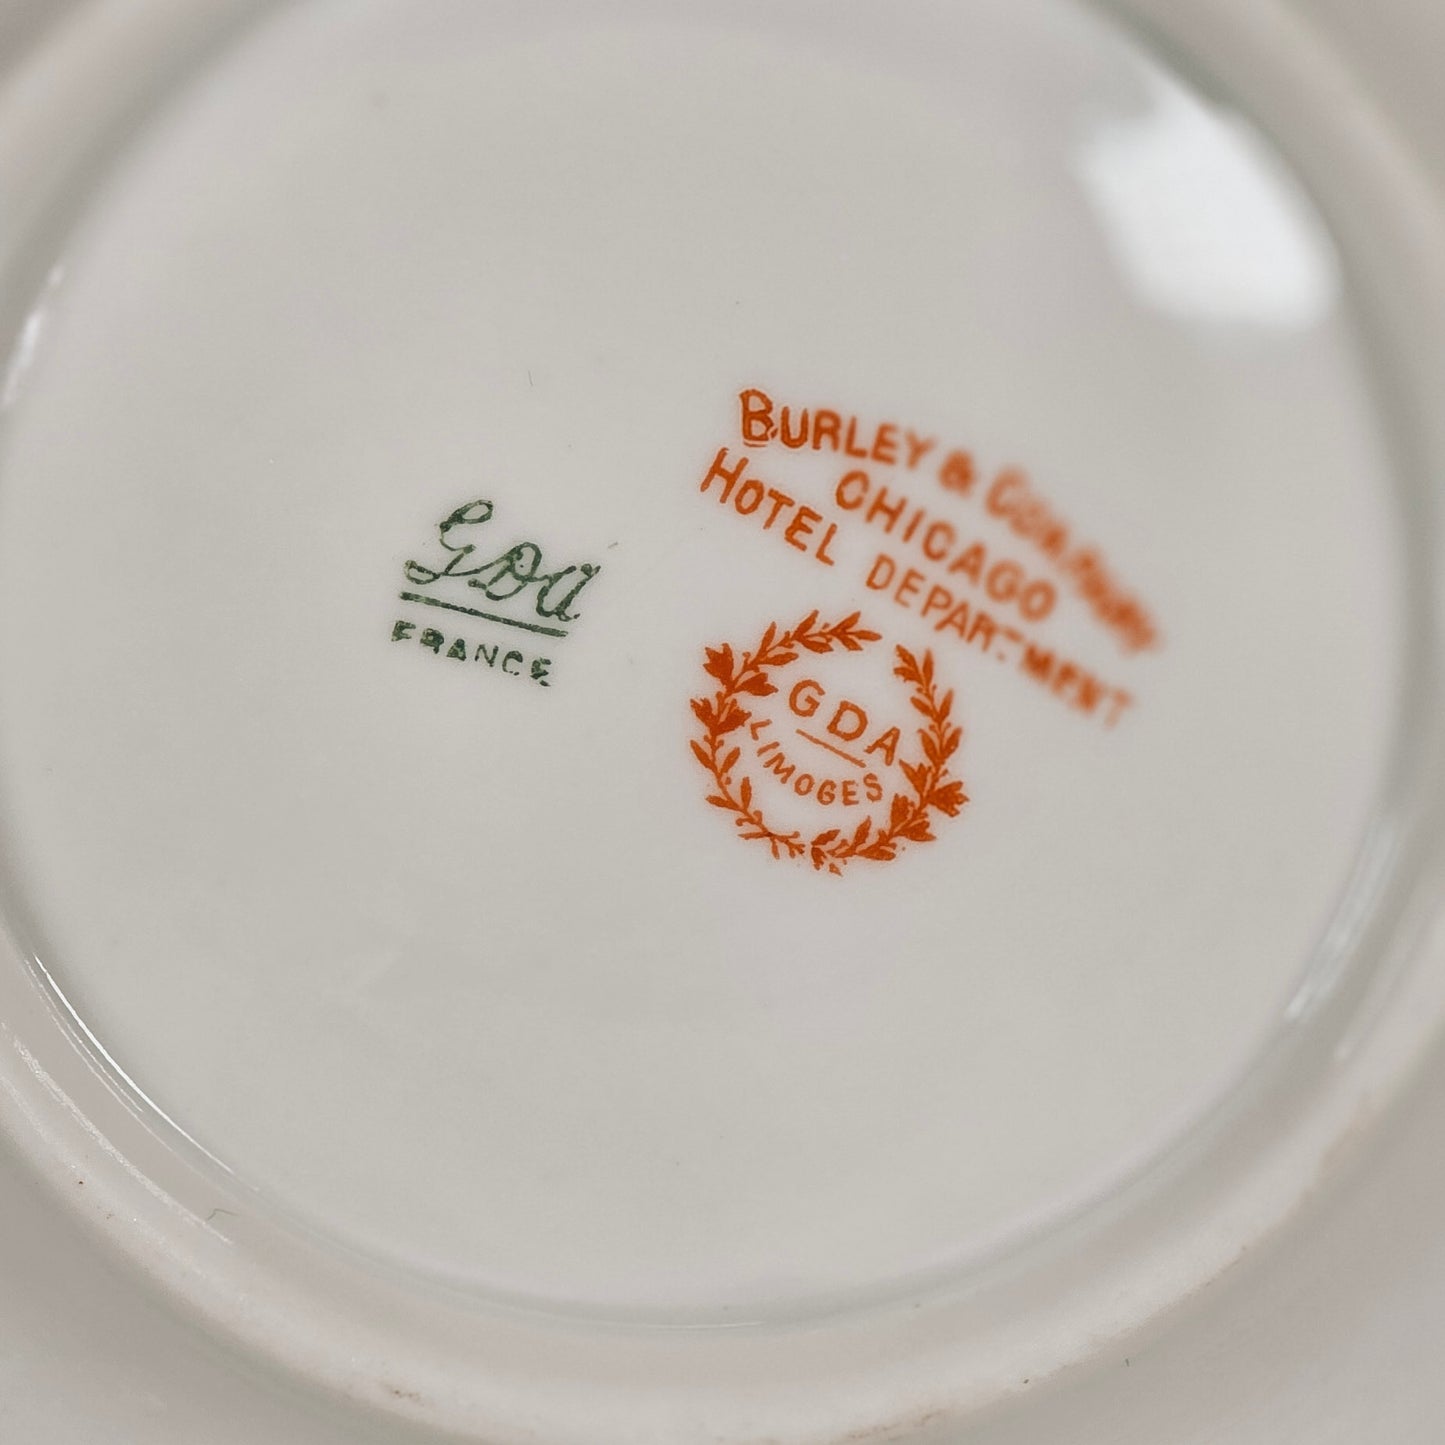 BURLEY & COMPANY
CHICAGO
HOTEL DEPARTMENT
GDA
FRANCE
GDA
LIMOGES